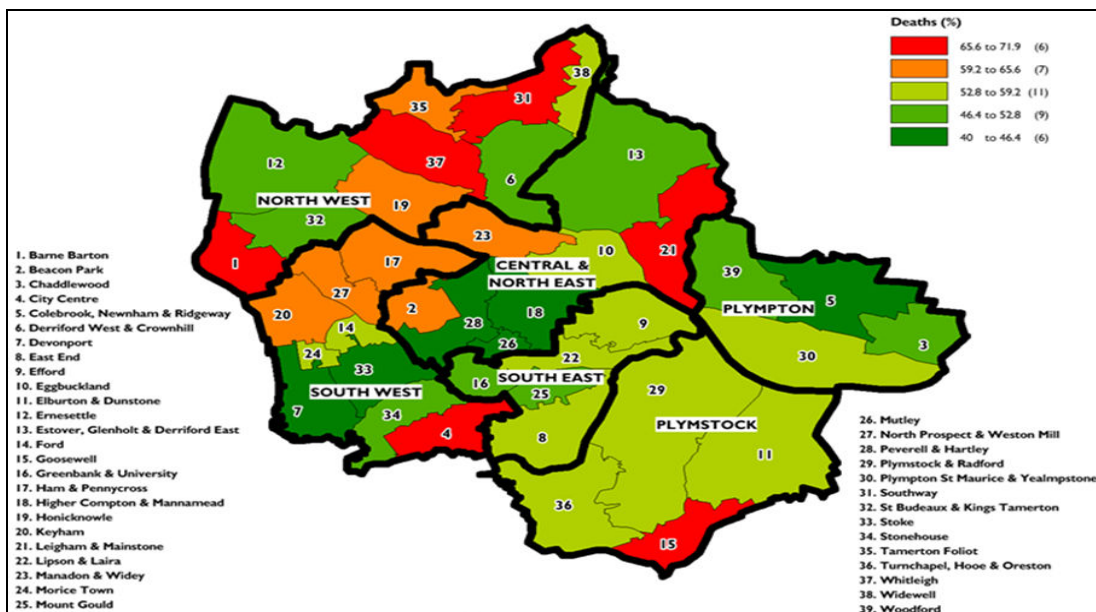 Deaths (%)
65.6 to 71.9 (6)
59.2 to 65.6 (7)
52.8 to 59.2 (11)
46.4 to 52.8 (9)
40 to 46.4 (6)
38
31
35
13
12
37
6
NORTH WEST
19
32
23
10
21
1
17
CENTRAL &
NORTH EAST
39
5
27
2
PLYMPTON
20
28
18
14
9
3
26
24
22
30
33
16
SOUTH EAST
29
SOUTH WEST
25
7
34
PLYMSTOCK
4
8
11
36
15
1. Barne Barton
2. Beacon Park
3. Chaddlewood
4. City Centre
5. Colebrook, Newnham & Ridgeway
6. Derriford West & Crownhill
7. Devonport
8. East End
9. Efford
10. Eggbuckland
11. Elburton & Dunstone
12. Ernesettle
13. Estover, Glenholt & Derriford East
14. Ford
15. Goosewell
16. Greenbank & University
17. Ham & Pennycross
18. Higher Compton & Mannamead
19. Honicknowle
20. Keyham
21. Leigham & Mainstone
22. Lipson & Laira
23. Manadon & Widey
24. Morice Town
25. Mount Gould
26. Mutley
27. North Prospect & Weston Mill
28. Peverell & Hartley
29. Plymstock & Radford
30. Plympton St Maurice & Yealmpstone
31. Southway
32. St Budeaux & Kings Tamerton
33. Stoke
34. Stonehouse
35. Tamerton Foliot
36. Turnchapel, Hooe & Oreston
37. Whitleigh
38. Widewell
39. Woodford